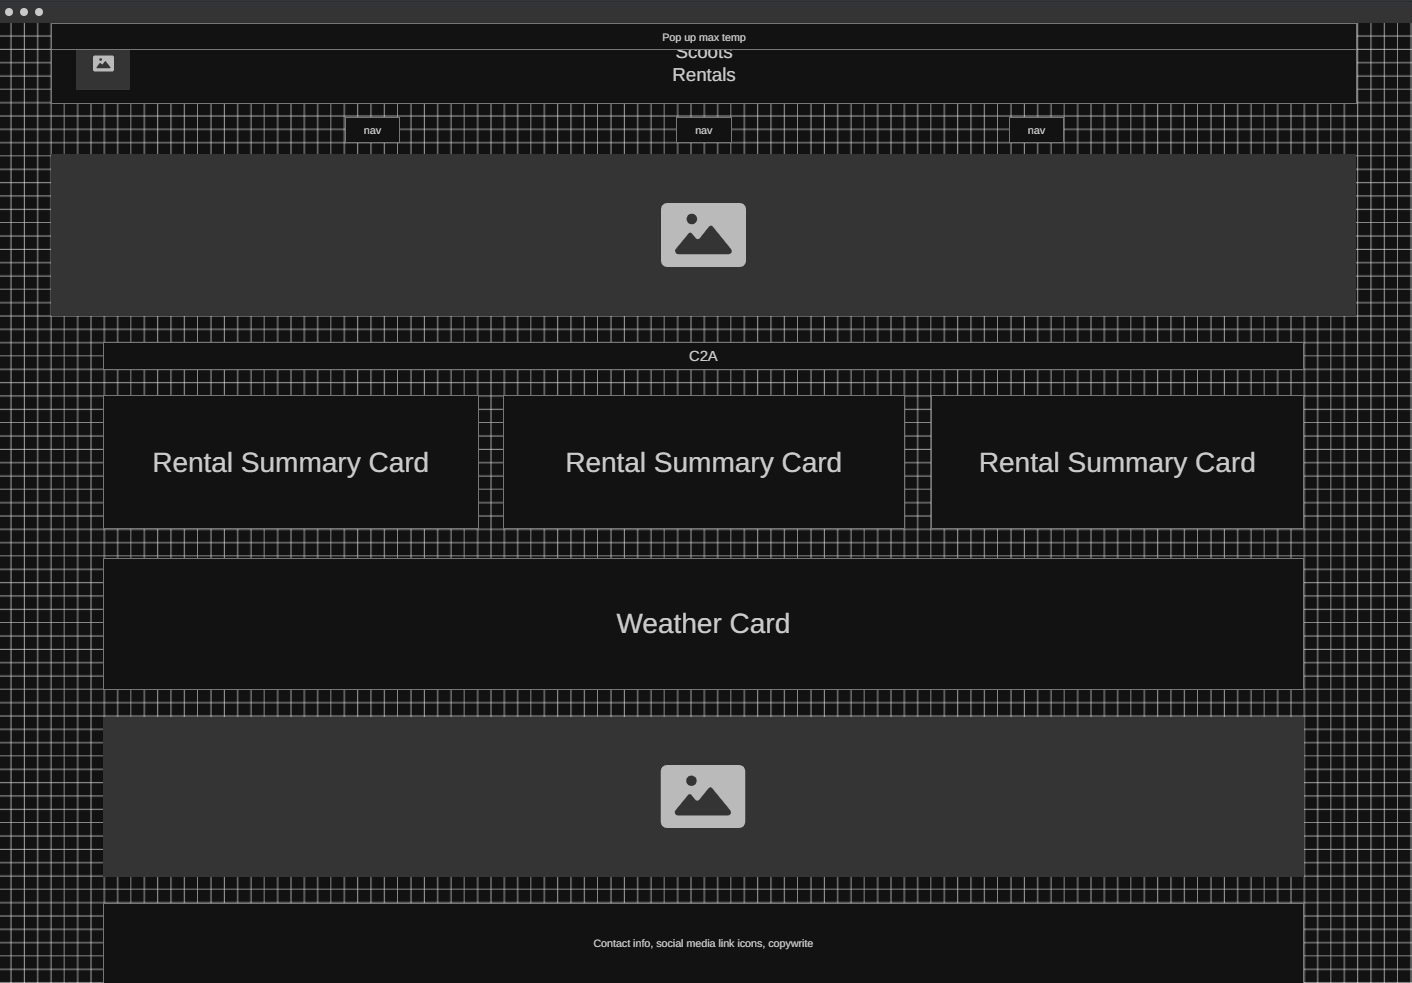 Pop up max temp
Scoots
Rentals
nav
nav
nav
C2A
Rental Summary Card
Rental Summary Card
Rental Summary Card
Weather Card
Contact info, social media link icons, copywrite